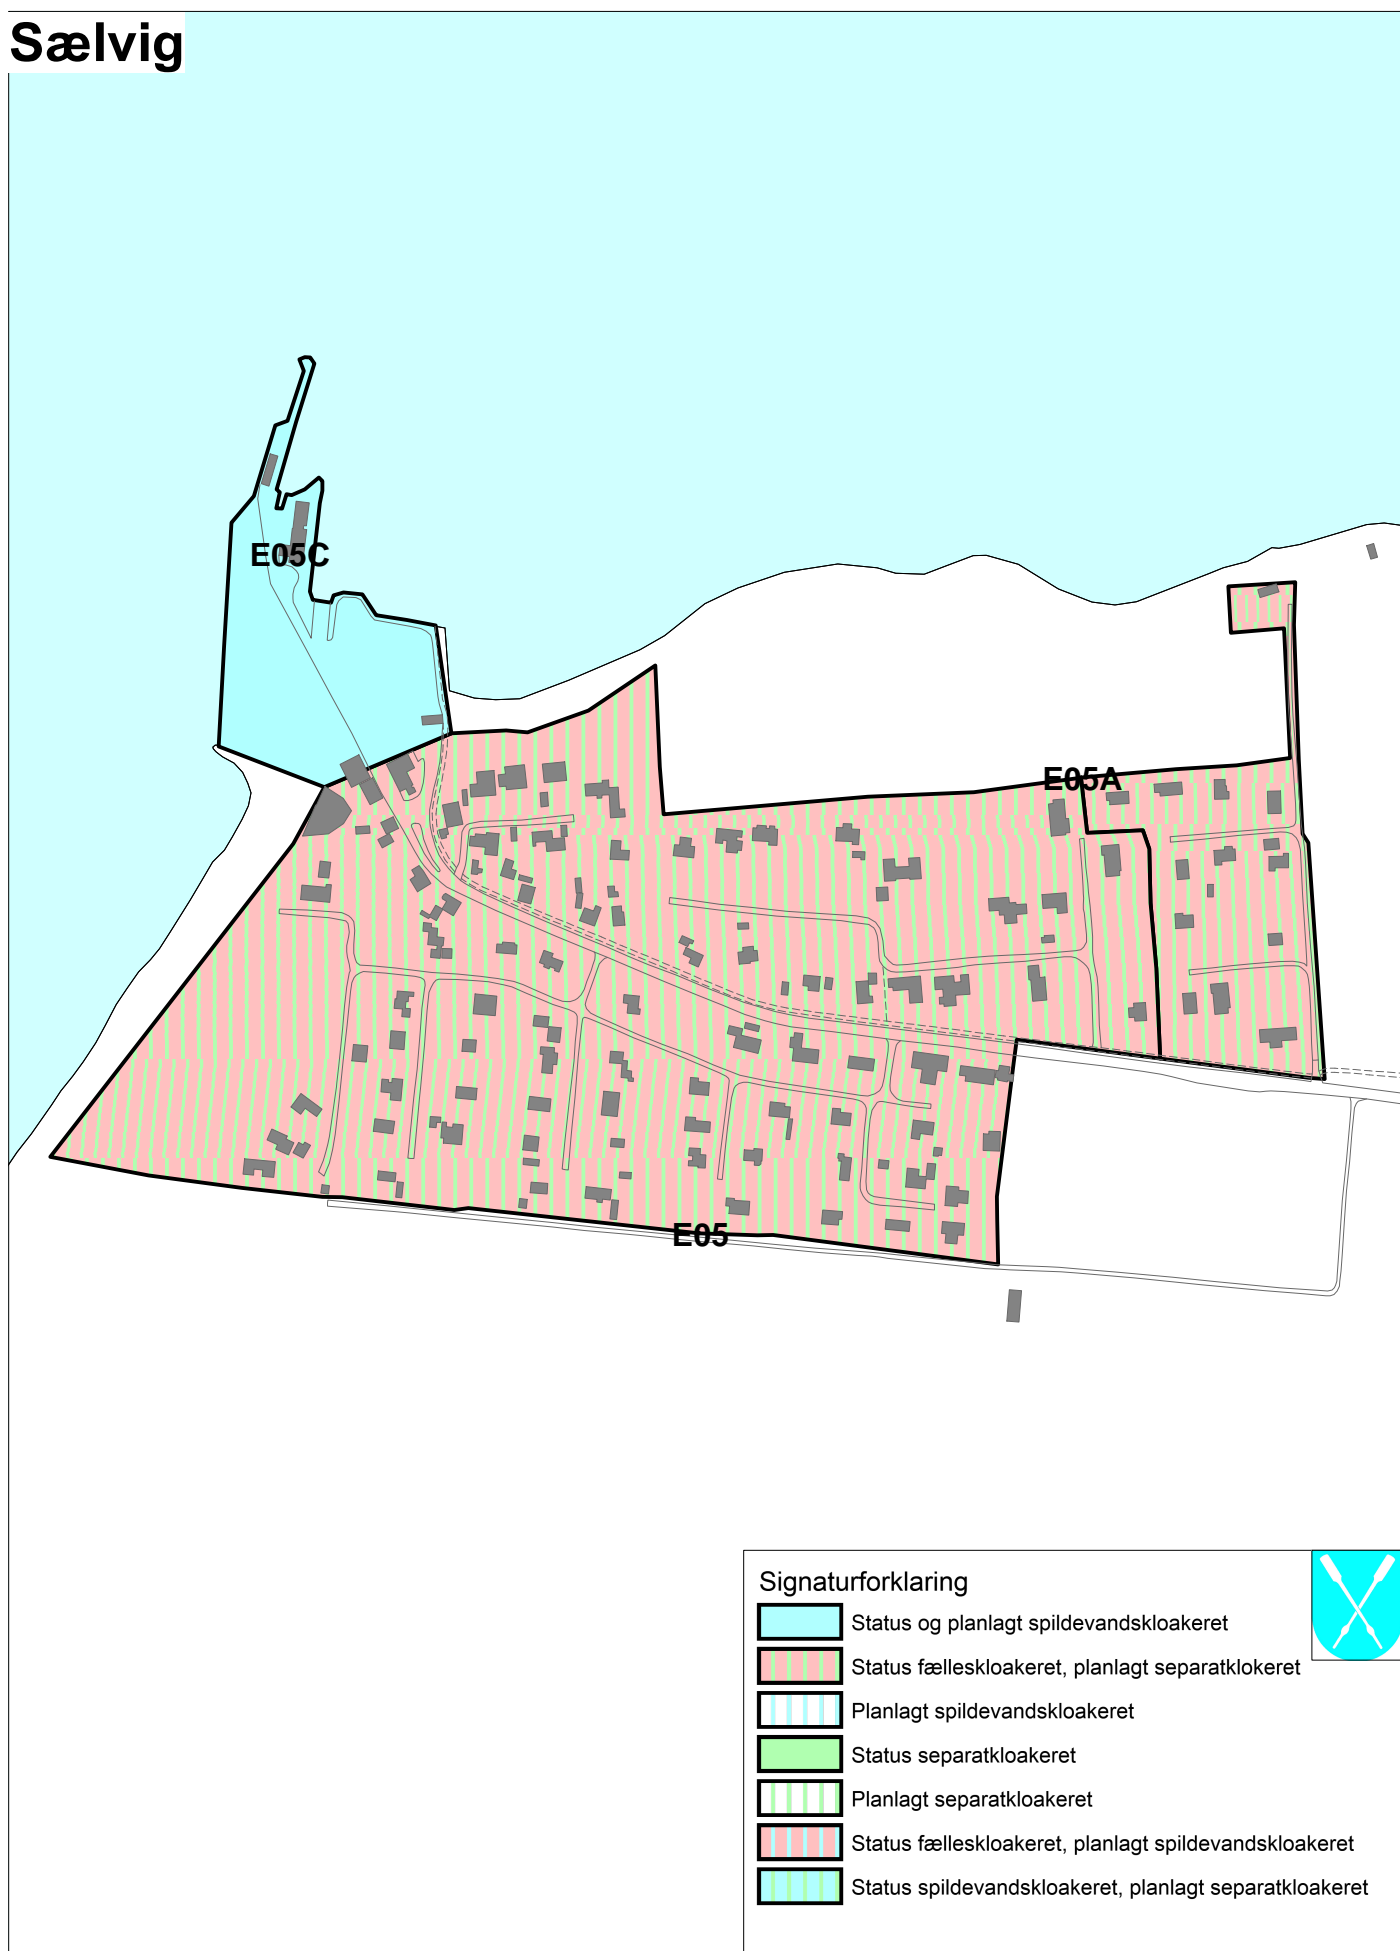 Sælvig
E05C
E05A
E05
Signaturforklaring
Status og planlagt spildevandskloakeret
Status fælleskloakeret, planlagt separatklokeret
Planlagt spildevandskloakeret
Status separatkloakeret
Planlagt separatkloakeret
Status fælleskloakeret, planlagt spildevandskloakeret
Status spildevandskloakeret, planlagt separatkloakeret